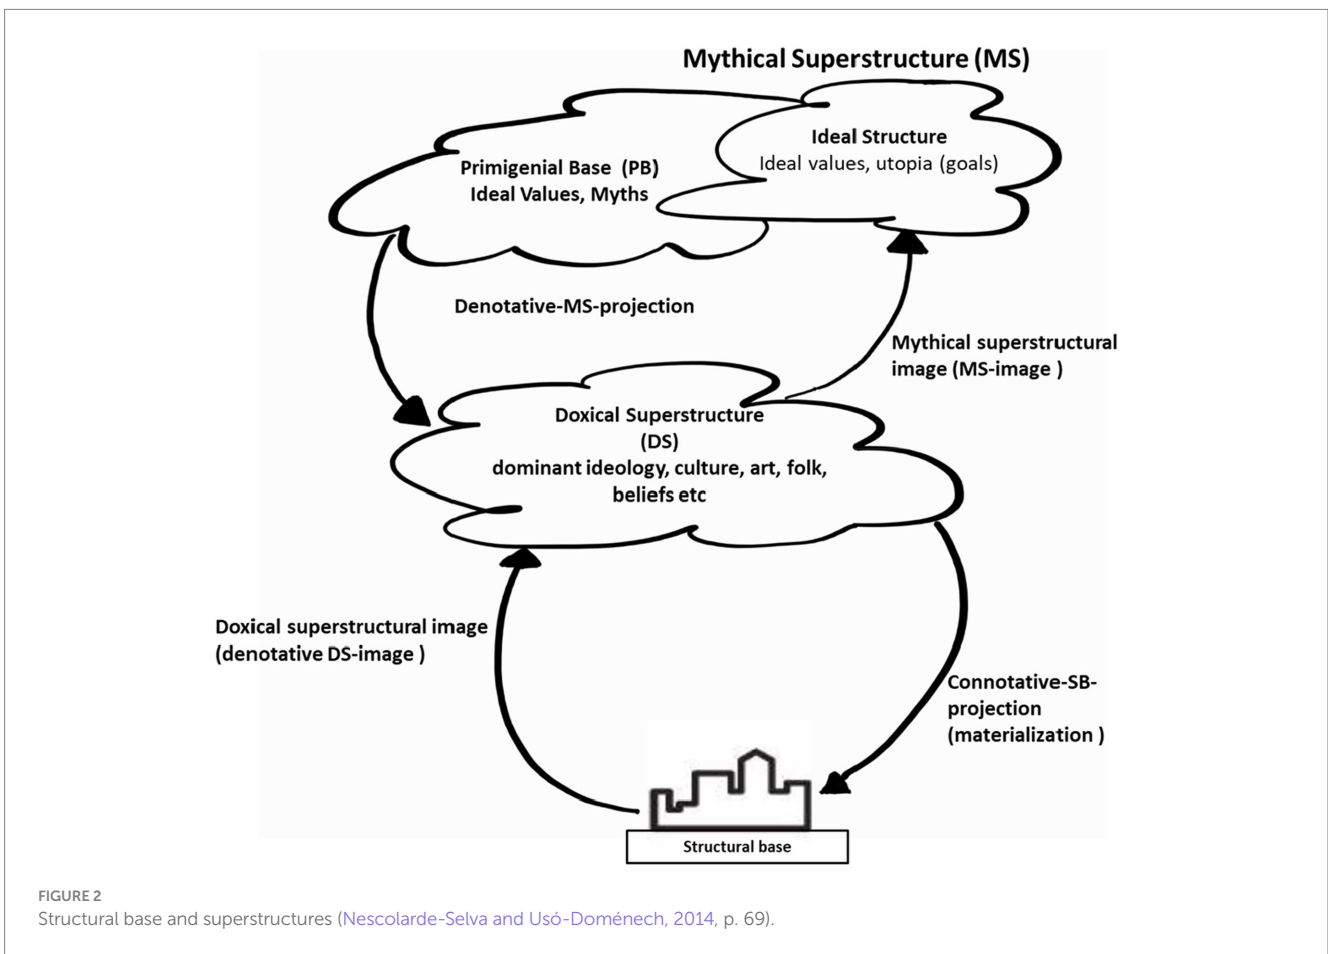 Mythical Superstructure (MS)
Ideal Structure
Ideal values, utopia (goals)
Primigenial Base (PB)
Ideal Values, Myths
Denotative-MS-projection
Mythical superstructural
image (MS-image )
Doxical Superstructure
(DS)
dominant ideology, culture, art, folk,
beliefs etc
Doxical superstructural image
(denotative DS-image )
Connotative-SB-
projection
(materialization )
Structural base
FIGURE 2
Structural base and superstructures (Nescolarde-Selva and Usó-Doménech, 2014, p. 69).